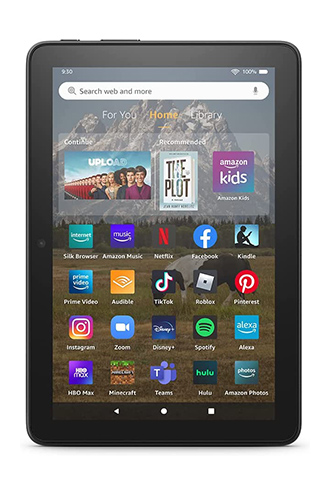 9:30 100%
Search web and more
For You Home Library
Continue Recommended
UPLOAD
THE PLOT
amazon kids
Amazon Kids
internet music
Silk Browser Amazon Music Netflix Facebook Kindle
prime video
Prime Video Audible TikTok Roblox Pinterest
Disney+ alexa
Instagram Zoom Disney+ Spotify Alexa
HBO max MINECRAFT hulu photos
HBO Max Minecraft Teams Hulu Amazon Photos